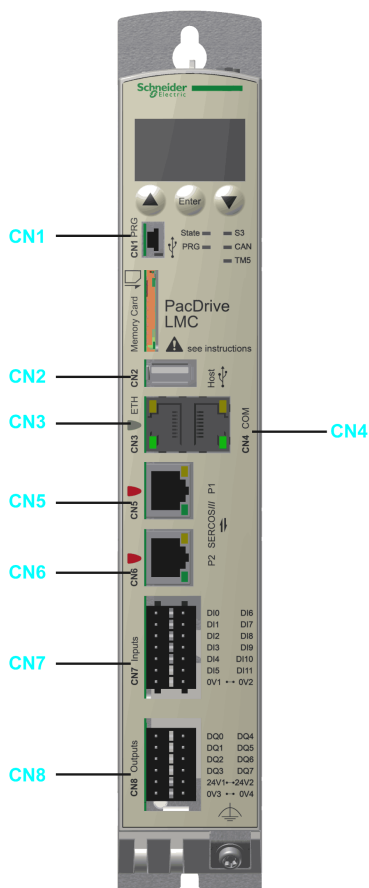 Schneider
Electric
Enter
CN1
CN1 PRG
State
S3
PRG
CAN
TM5
Memory Card
PacDrive
LMC
see instructions
CN2
CN2
Host
CN3
CN3 ETH
CN4 COM
CN4
CN5
CN5
P1
SERCOSIII
CN6
CN6
P2
CN7
CN7 Inputs
DI0 DI6
DI1 DI7
DI2 DI8
DI3 DI9
DI4 DI10
DI5 DI11
0V1 ↔ 0V2
CN8
CN8 Outputs
DQ0 DQ4
DQ1 DQ5
DQ2 DQ6
DQ3 DQ7
24V1↔24V2
0V3 ↔ 0V4